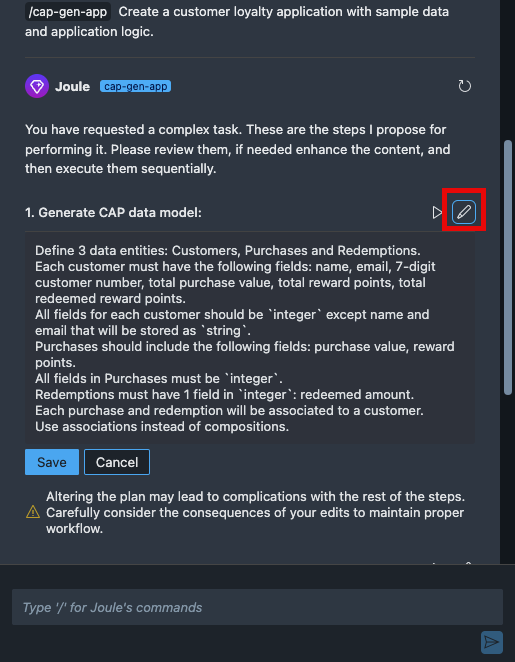 /cap-gen-app Create a customer loyalty application with sample data
and application logic.
Joule cap-gen-app
You have requested a complex task. These are the steps I propose for
performing it. Please review them, if needed enhance the content, and
then execute them sequentially.
1. Generate CAP data model:
Define 3 data entities: Customers, Purchases and Redemptions.
Each customer must have the following fields: name, email, 7-digit
customer number, total purchase value, total reward points, total
redeemed reward points.
All fields for each customer should be `integer` except name and
email that will be stored as `string`.
Purchases should include the following fields: purchase value, reward
points.
All fields in Purchases must be `integer`.
Redemptions must have 1 field in `integer`: redeemed amount.
Each purchase and redemption will be associated to a customer.
Use associations instead of compositions.
Save Cancel
Altering the plan may lead to complications with the rest of the steps.
Carefully consider the consequences of your edits to maintain proper
workflow.
Type '/' for Joule's commands